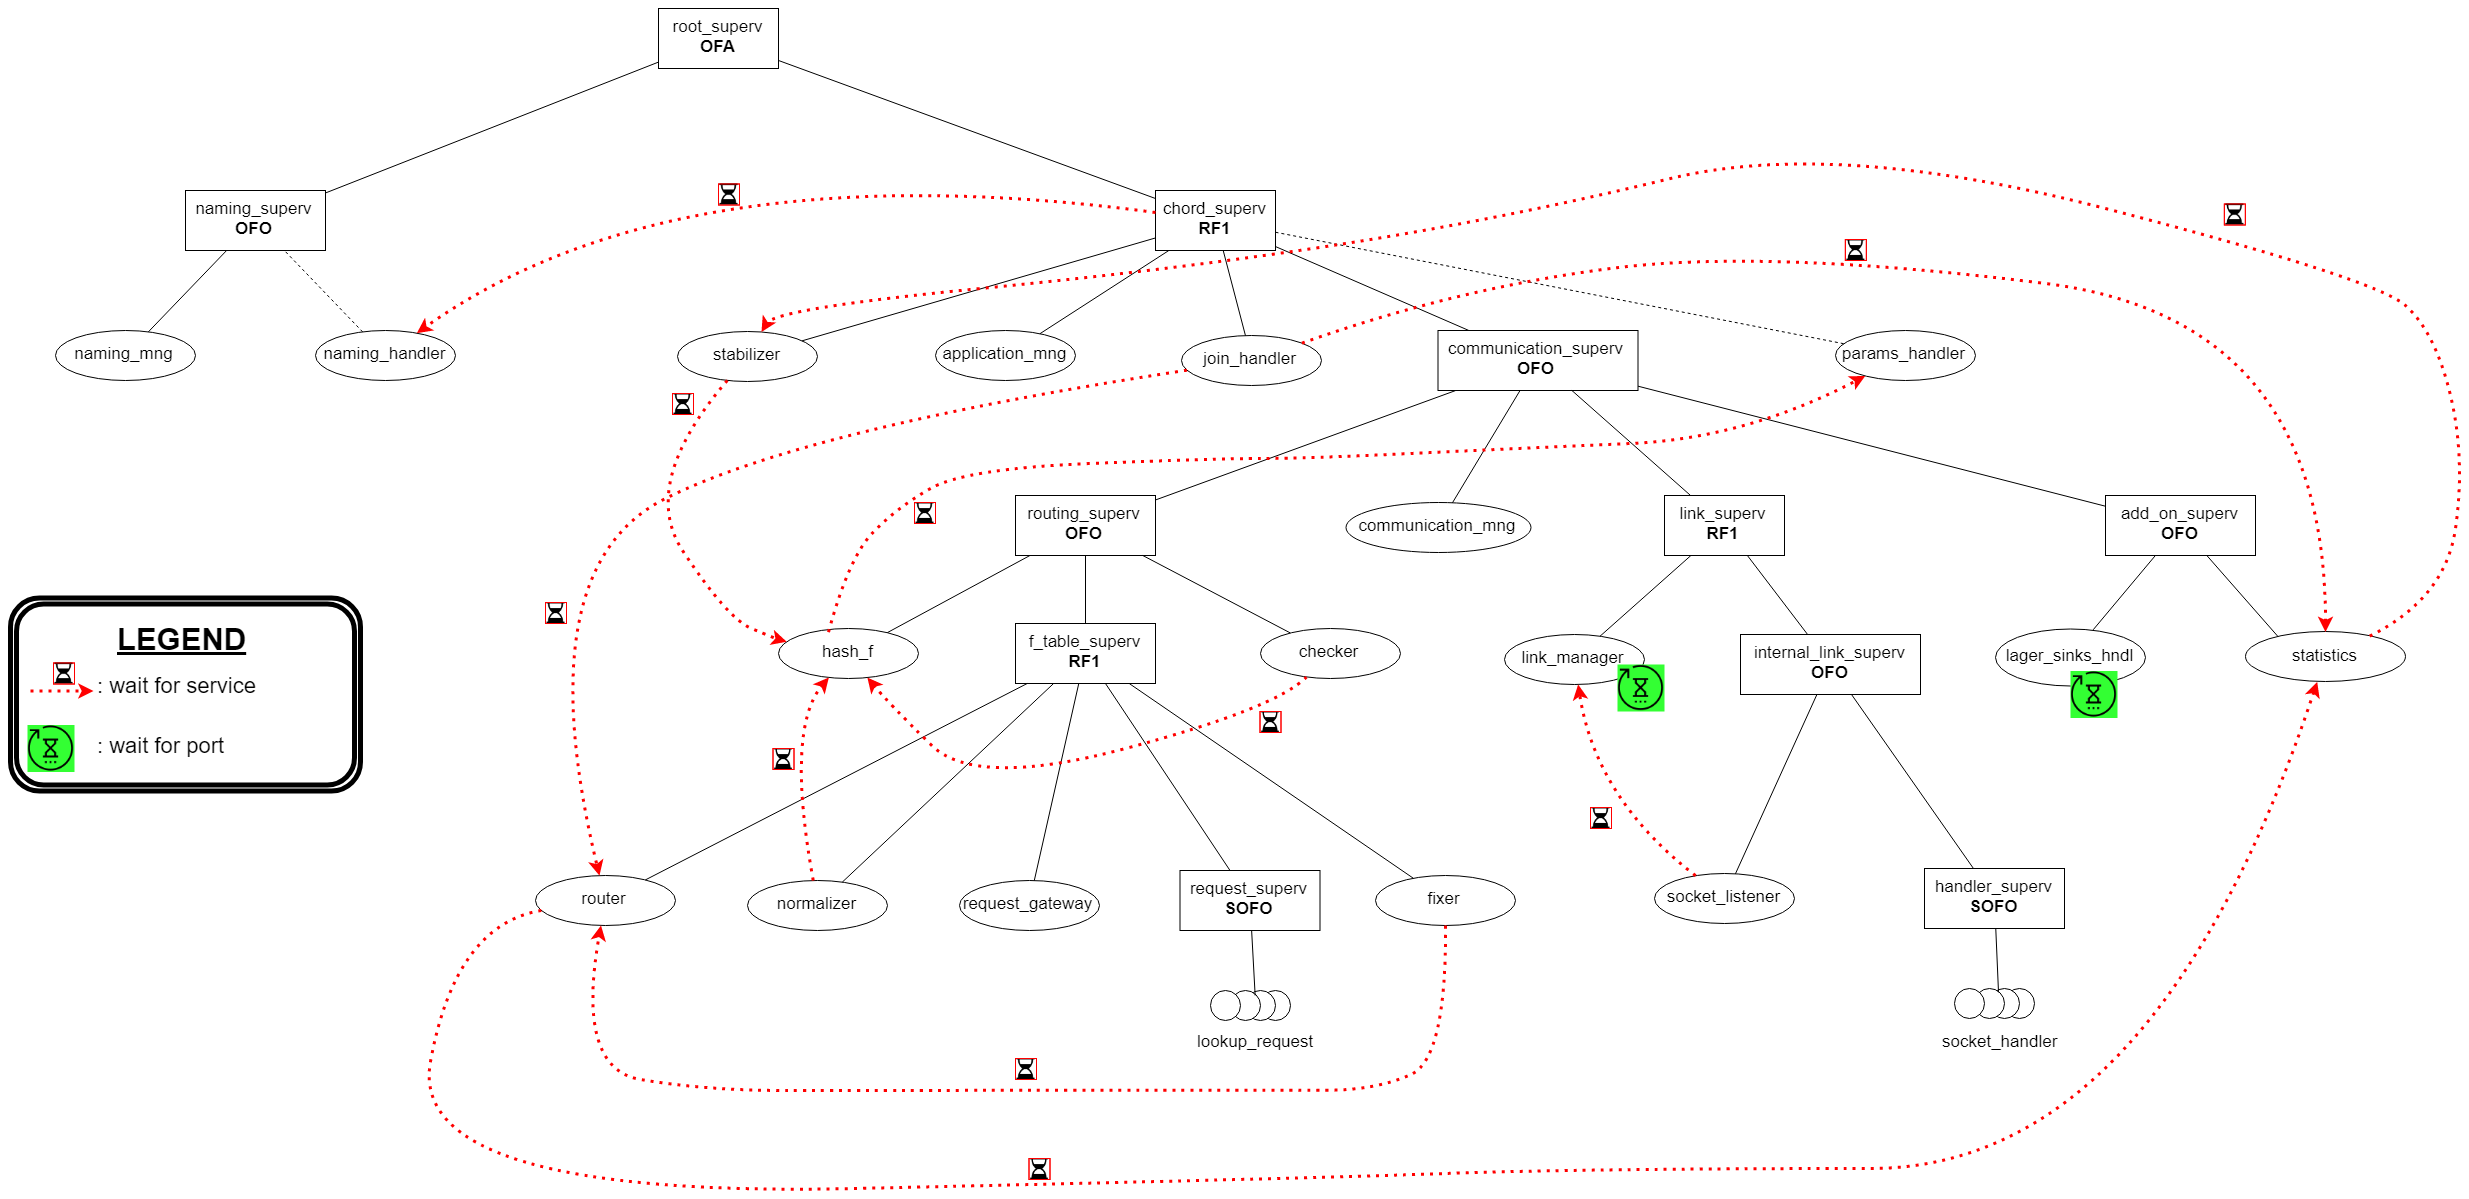 root_superv
OFA
naming_superv
OFO
chord_superv
RF1
naming_mng
naming_handler
stabilizer
application_mng
join_handler
communication_superv
OFO
params_handler
routing_superv
OFO
communication_mng
link_superv
RF1
add_on_superv
OFO
LEGEND
: wait for service
: wait for port
hash_f
f_table_superv
RF1
checker
link_manager
internal_link_superv
OFO
lager_sinks_hndl
statistics
router
normalizer
request_gateway
request_superv
SOFO
fixer
socket_listener
handler_superv
SOFO
lookup_request
socket_handler